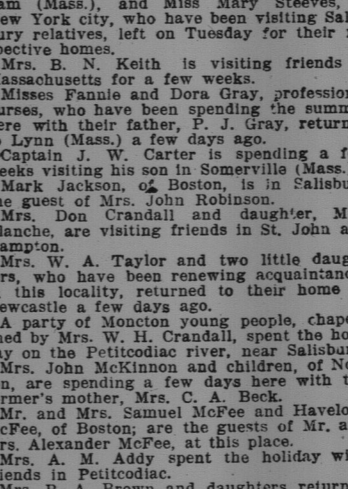 am (Mass.), and Miss Mary Steeves,
ew York city, who have been visiting Sal
ury relatives, left on Tuesday for their
pective homes.
Mrs. B. N. Keith is visiting friends
assachusetts for a few weeks.
Misses Fannie and Dora Gray, profession
urses, who have been spending the summ
ere with their father, P. J. Gray, return
Lynn (Mass.) a few days ago.
Captain J. W. Carter is spending a f
eeks visiting his son in Somerville (Mass.
Mark Jackson, of Boston, is in Salisbu
he guest of Mrs. John Robinson.
Mrs. Don Crandall and daughter, M
lanche, are visiting friends in St. John a
ampton.
Mrs. W. A. Taylor and two little daug
rs, who have been renewing acquaintanc
this locality, returned to their home
ewcastle a few days ago.
A party of Moncton young people, chape
ned by Mrs. W. H. Crandall, spent the ho
ay on the Petitcodiac river, near Salisbu
Mrs. John McKinnon and children, of No
n, are spending a few days here with t
ormer's mother, Mrs. C. A. Beck.
Mr. and Mrs. Samuel McFee and Havelo
cFee, of Boston; are the guests of Mr. a
rs. Alexander McFee, at this place.
Mrs. A. M. Addy spent the holiday wi
iends in Petitcodiac.